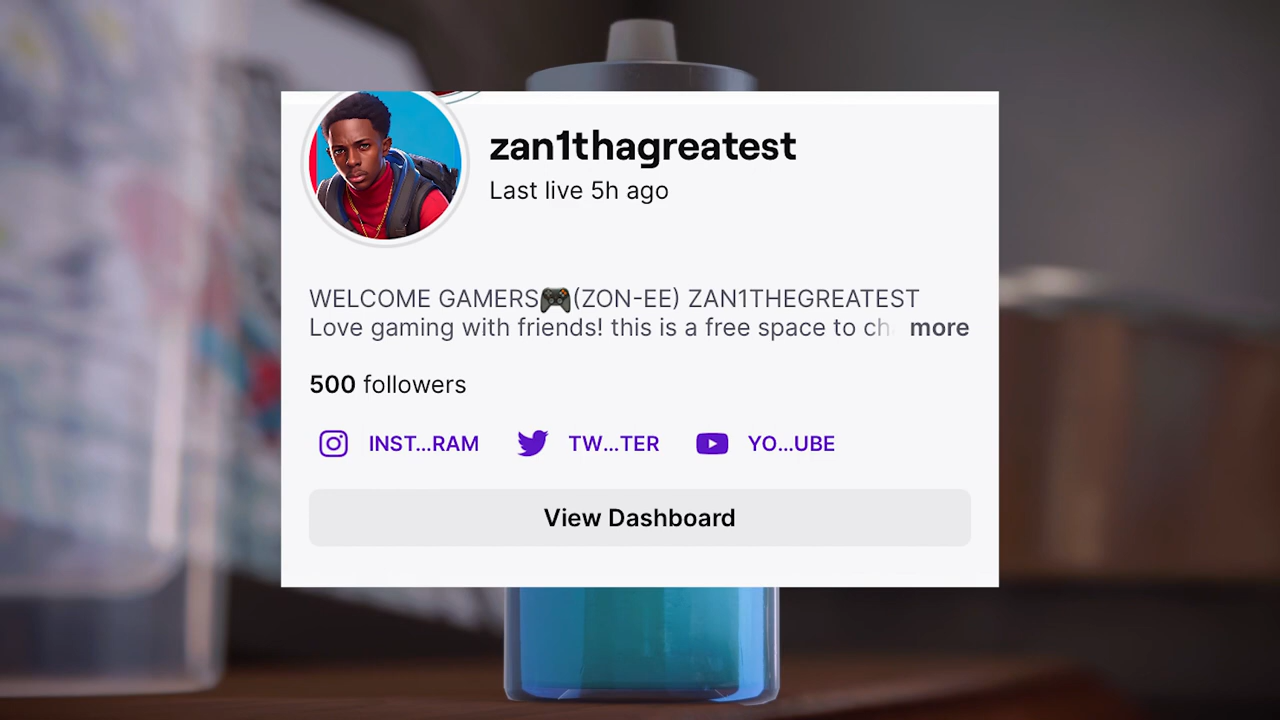 zan1thagreatest
Last live 5h ago
WELCOME GAMERS🎮(ZON-EE) ZAN1THEGREATEST
Love gaming with friends! this is a free space to ch more
500 followers
INST...RAM TW...TER YO...UBE
View Dashboard